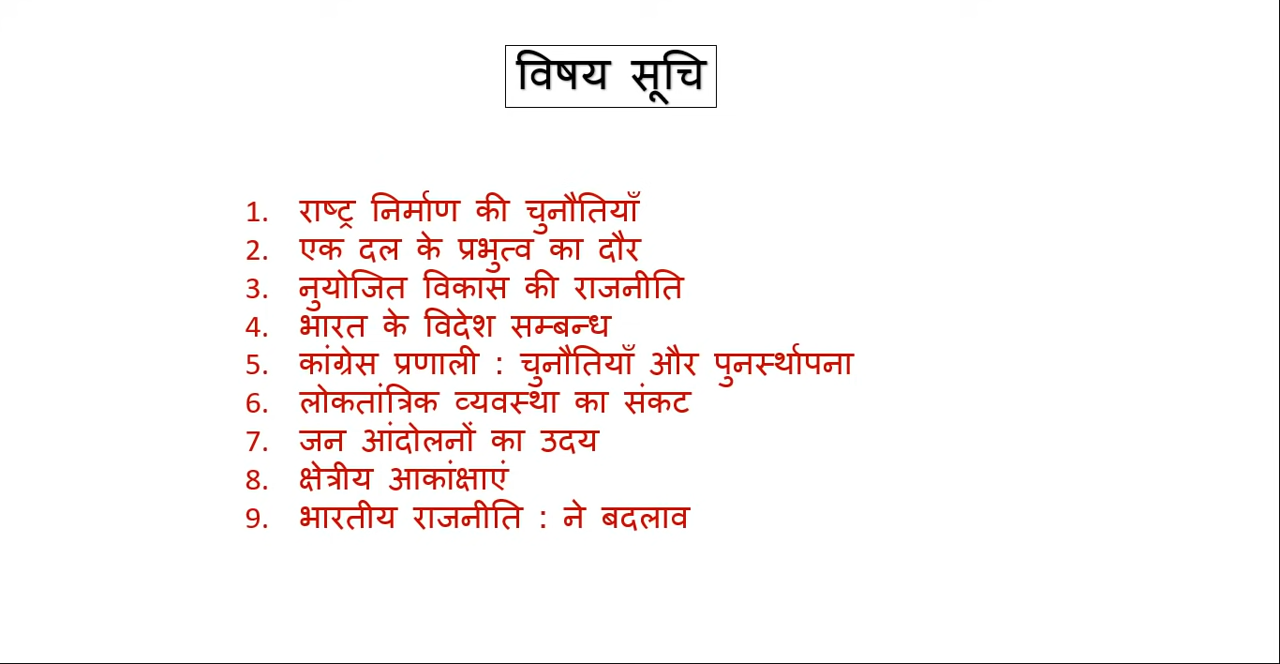 विषय सूचि
1. राष्ट्र निर्माण की चुनौतियाँ
2. एक दल के प्रभुत्व का दौर
3. नुयोजित विकास की राजनीति
4. भारत के विदेश सम्बन्ध
5. कांग्रेस प्रणाली : चुनौतियाँ और पुनर्स्थापना
6. लोकतांत्रिक व्यवस्था का संकट
7. जन आंदोलनों का उदय
8. क्षेत्रीय आकांक्षाएं
9. भारतीय राजनीति : ने बदलाव